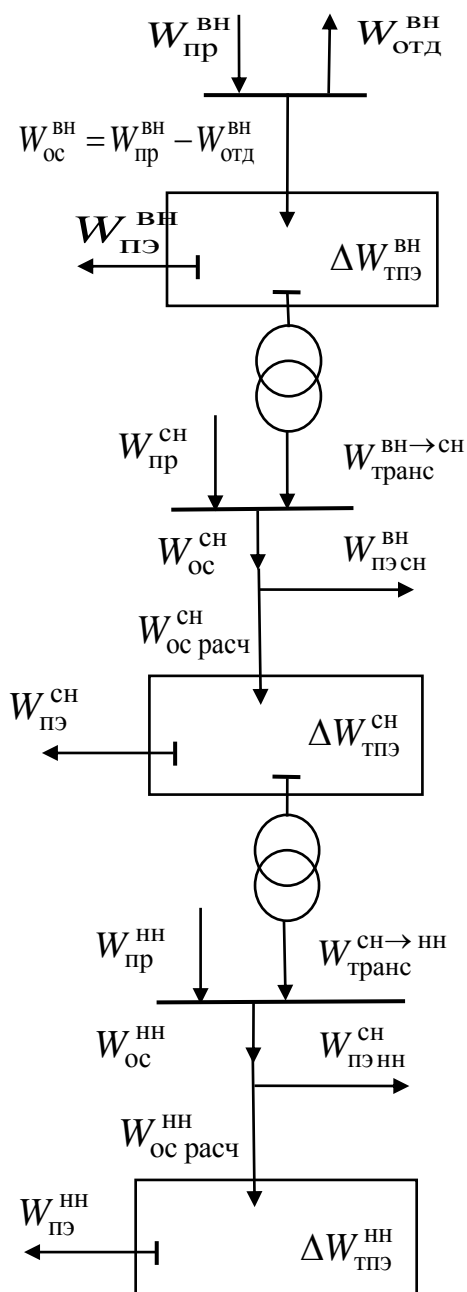 W_пр^вн W_отд^вн
W_ос^вн = W_пр^вн − W_отд^вн
W_пэ^вн ΔW_тпэ^вн
W_пр^сн W_транс^вн→сн
W_ос^сн W_пэ сн^вн
W_ос расч^сн
W_пэ^сн ΔW_тпэ^сн
W_пр^нн W_транс^сн→нн
W_ос^нн W_пэ нн^сн
W_ос расч^нн
W_пэ^нн ΔW_тпэ^нн